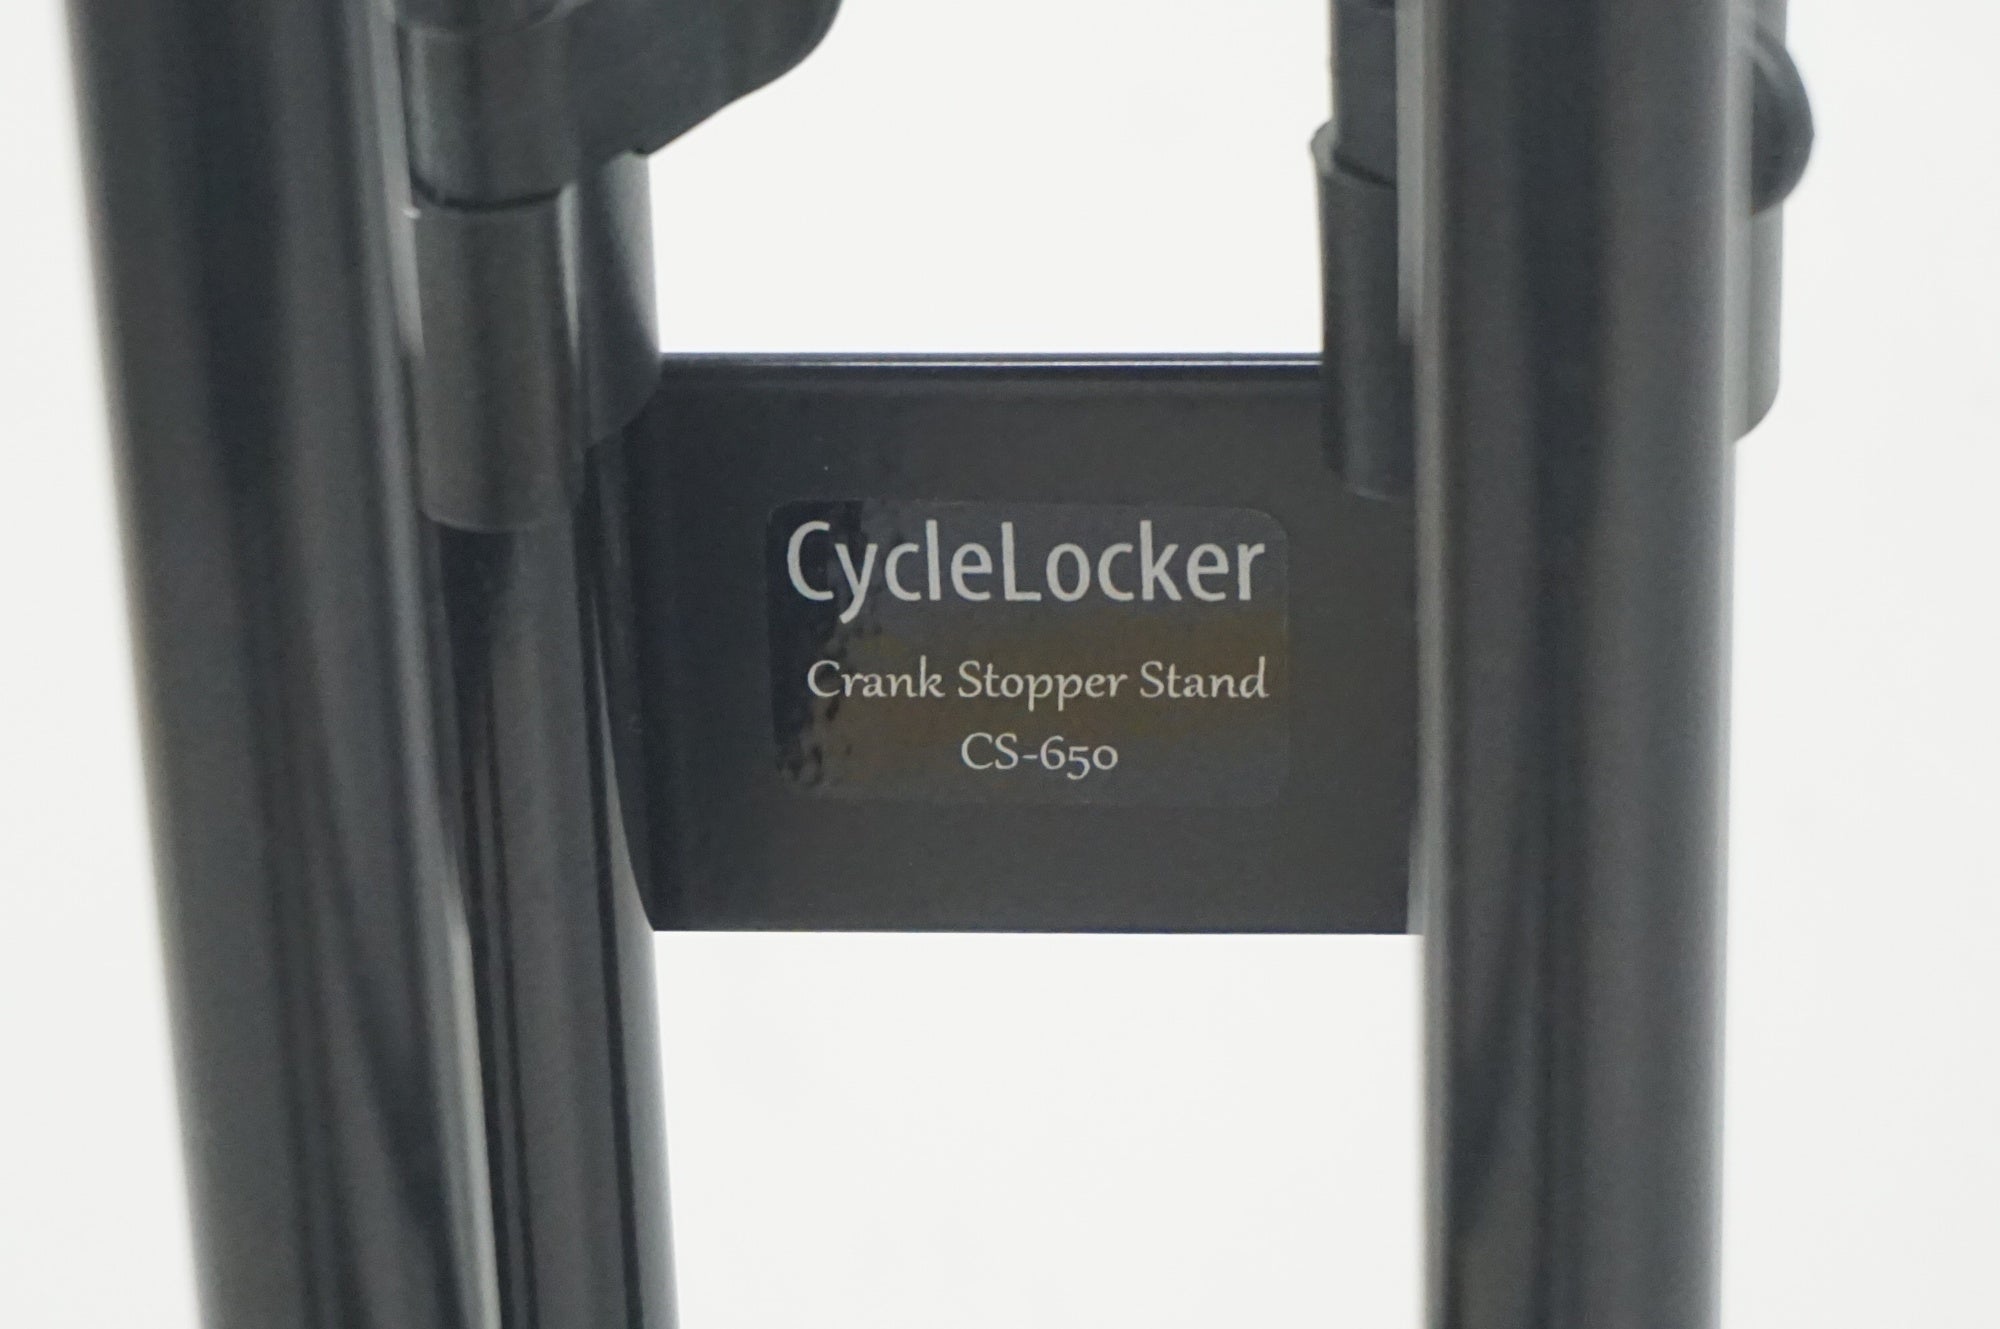 CycleLocker
Crank Stopper Stand
CS-650